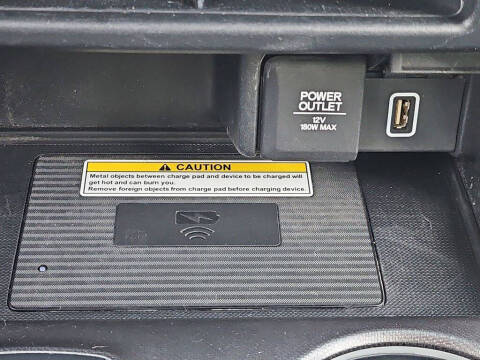 POWER
OUTLET
12V
180W MAX
CAUTION
Metal objects between charge pad and device to be charged will
get hot and can burn you.
Remove foreign objects from charge pad before charging device.